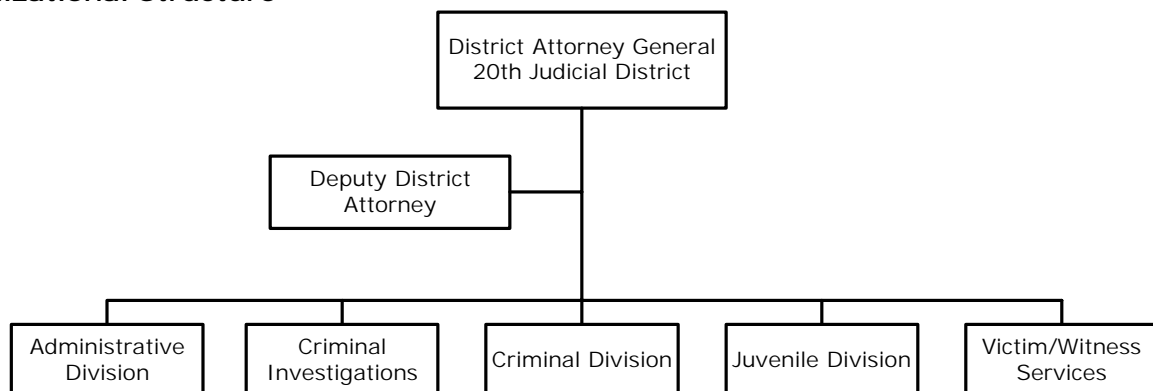 District Attorney General
20th Judicial District
Deputy District
Attorney
Administrative
Division
Criminal
Investigations
Criminal Division
Juvenile Division
Victim/Witness
Services